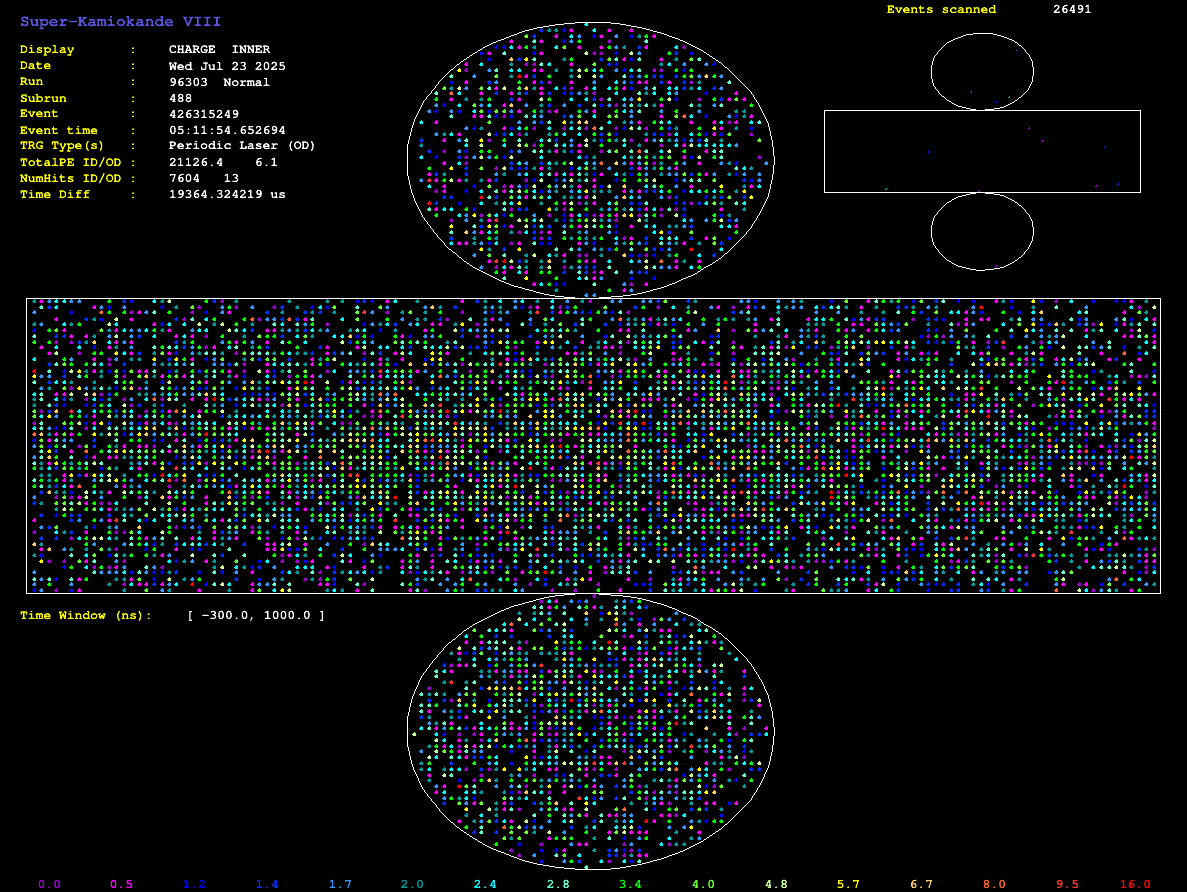 Super-Kamiokande VIII
Events scanned 26491
Display : CHARGE INNER
Date : Wed Jul 23 2025
Run : 96303 Normal
Subrun : 488
Event : 426315249
Event time : 05:11:54.652694
TRG Type(s) : Periodic Laser (OD)
TotalPE ID/OD : 21126.4 6.1
NumHits ID/OD : 7604 13
Time Diff : 19364.324219 us
Time Window (ns): [ -300.0, 1000.0 ]
0.0 0.5 1.2 1.4 1.7 2.0 2.4 2.8 3.4 4.0 4.8 5.7 6.7 8.0 9.5 16.0